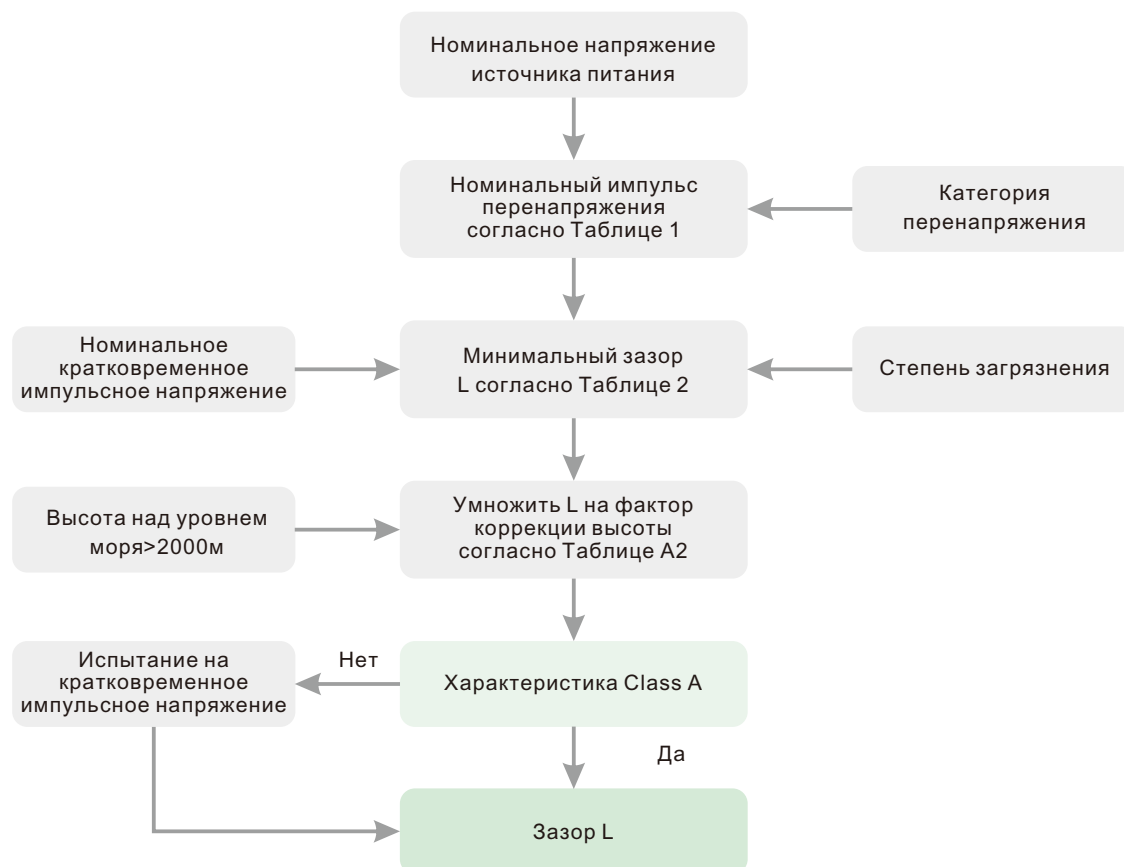 Номинальное напряжение
источника питания
Номинальный импульс
перенапряжения
согласно Таблице 1
Категория
перенапряжения
Номинальное
кратковременное
импульсное напряжение
Минимальный зазор
L согласно Таблице 2
Степень загрязнения
Высота над уровнем
моря>2000м
Умножить L на фактор
коррекции высоты
согласно Таблице A2
Испытание на
кратковременное
импульсное напряжение
Нет
Характеристика Class A
Да
Зазор L